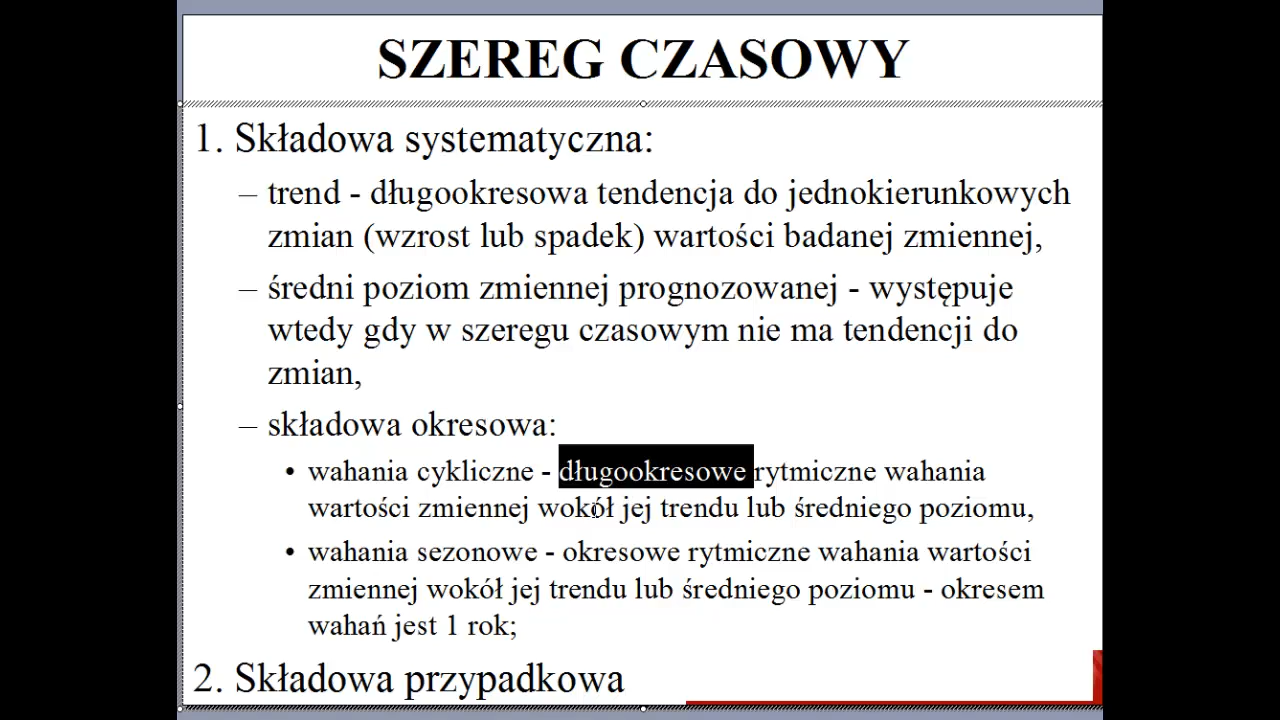 SZEREG CZASOWY
1. Składowa systematyczna:
– trend - długookresowa tendencja do jednokierunkowych
zmian (wzrost lub spadek) wartości badanej zmiennej,
– średni poziom zmiennej prognozowanej - występuje
wtedy gdy w szeregu czasowym nie ma tendencji do
zmian,
– składowa okresowa:
• wahania cykliczne - długookresowe rytmiczne wahania
wartości zmiennej wokół jej trendu lub średniego poziomu,
• wahania sezonowe - okresowe rytmiczne wahania wartości
zmiennej wokół jej trendu lub średniego poziomu - okresem
wahań jest 1 rok;
2. Składowa przypadkowa